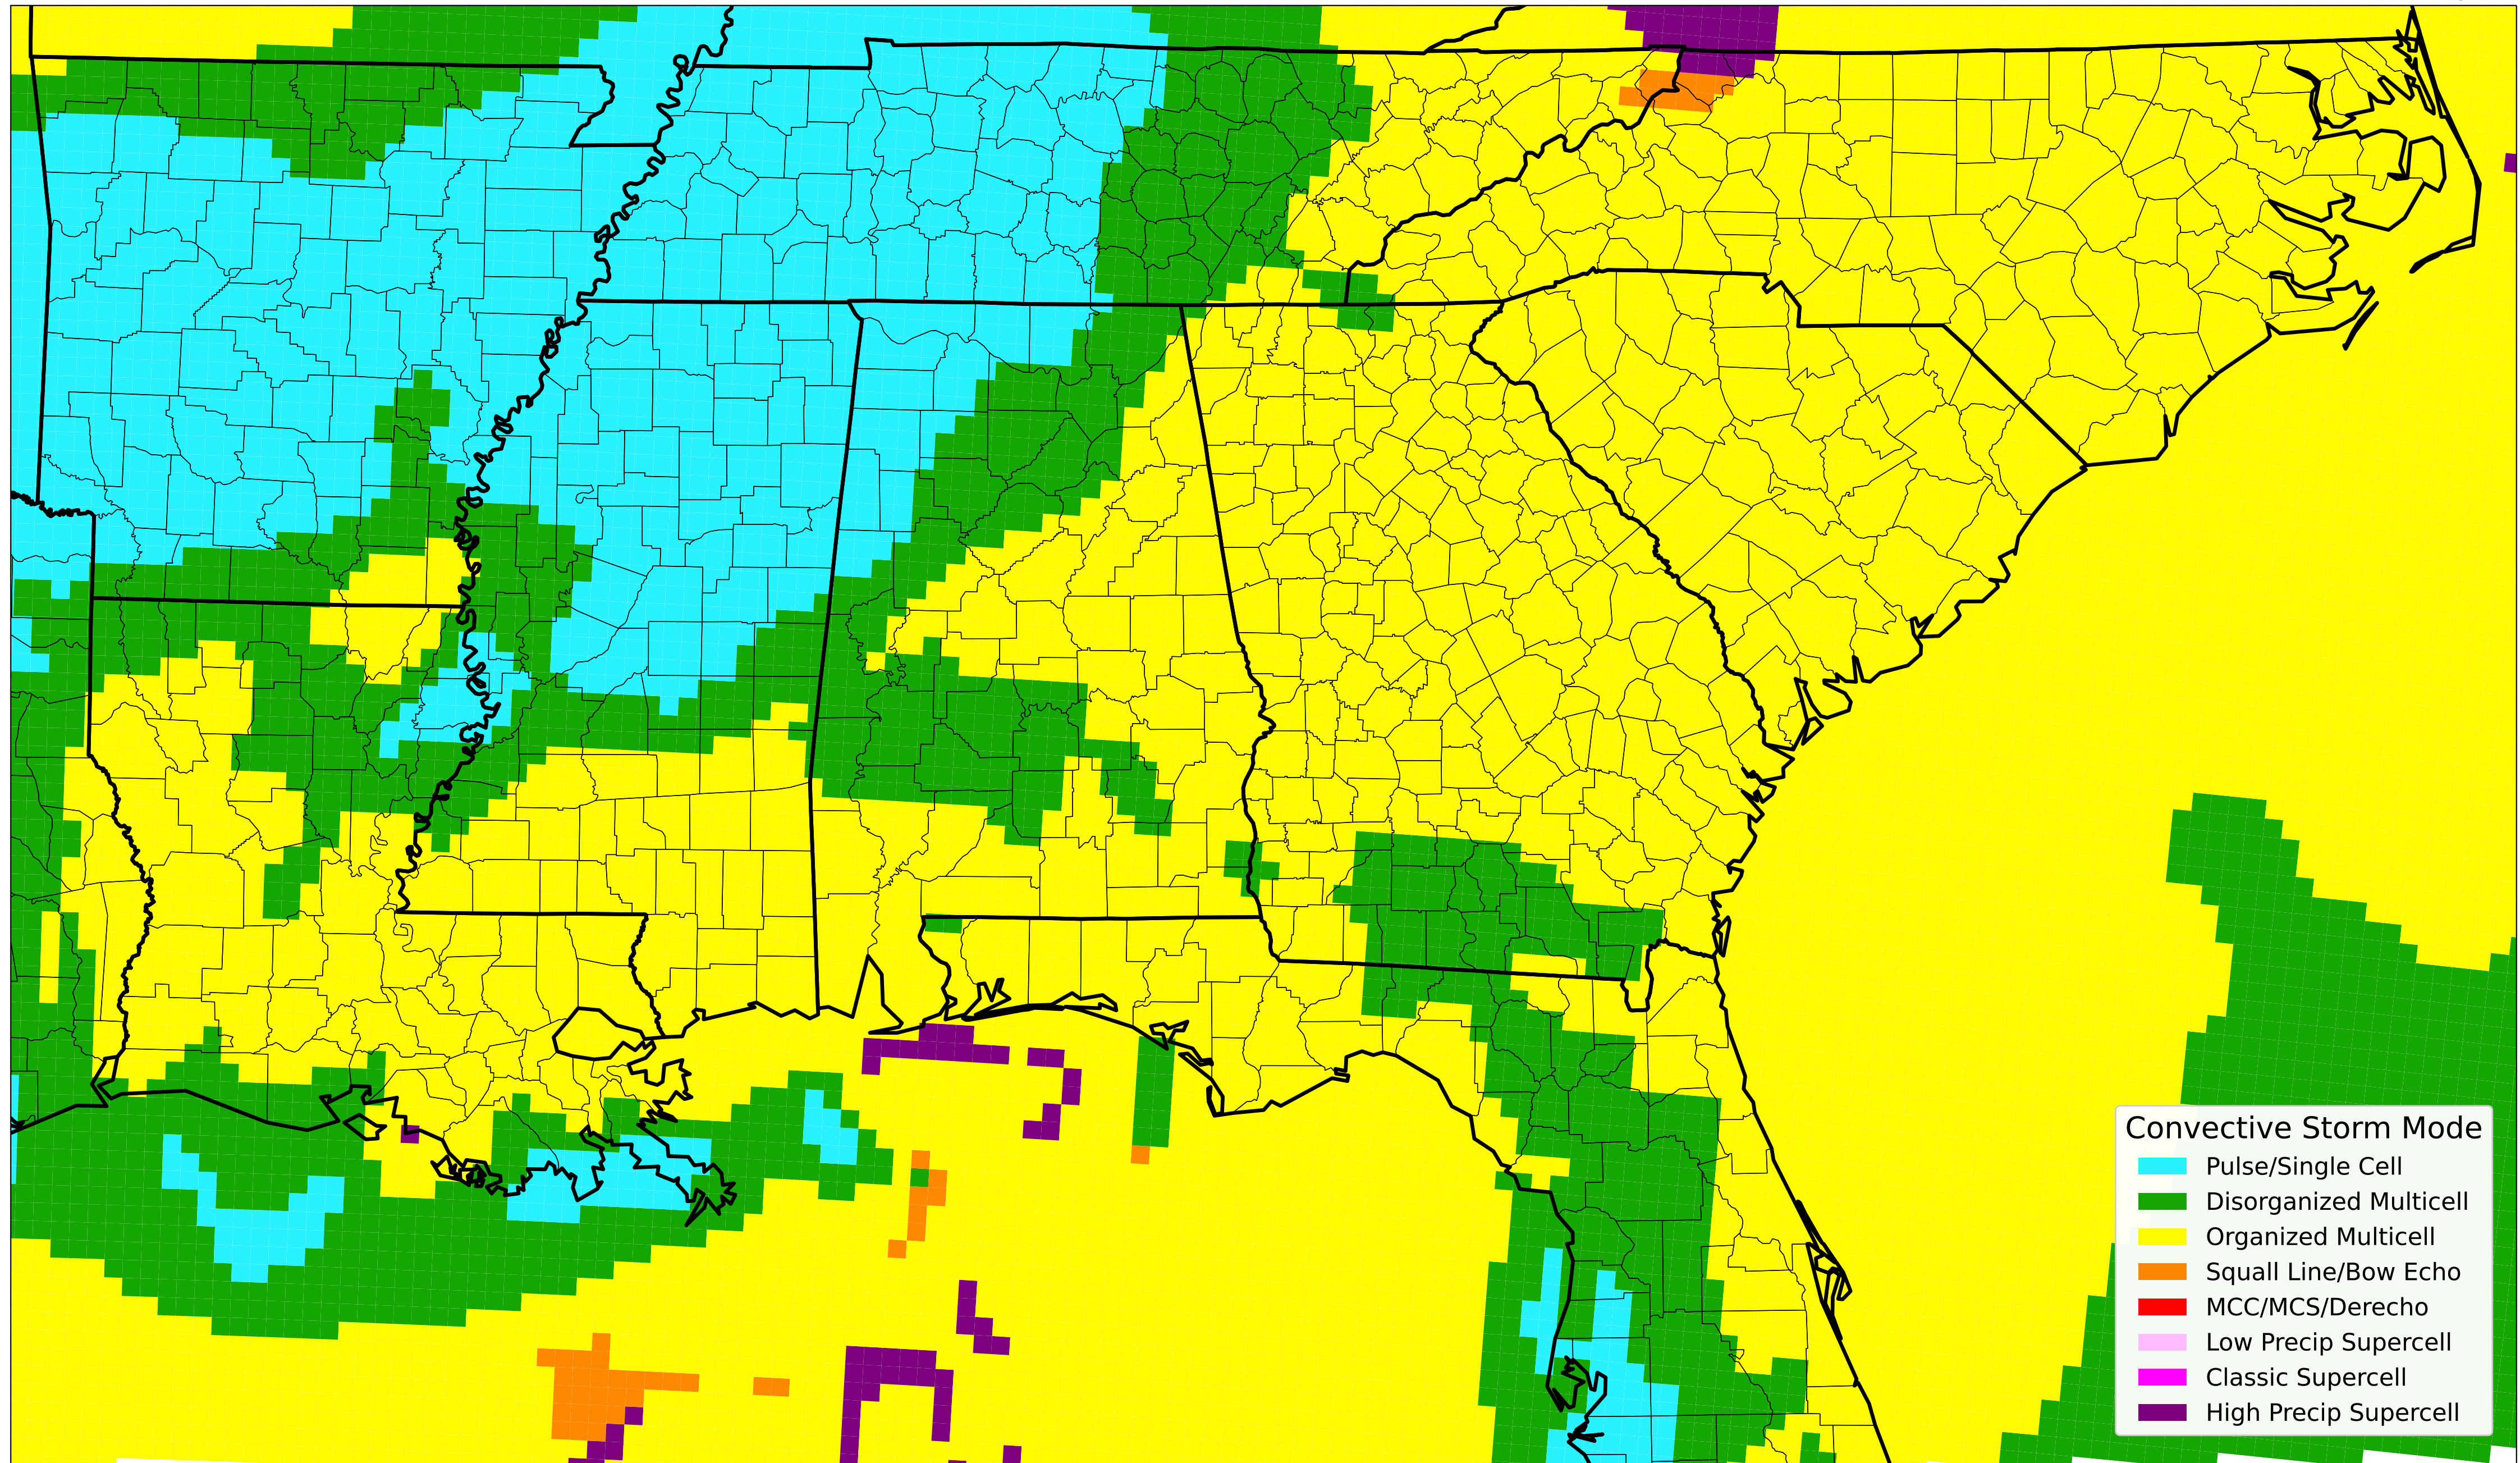 Convective Storm Mode
Pulse/Single Cell
Disorganized Multicell
Organized Multicell
Squall Line/Bow Echo
MCC/MCS/Derecho
Low Precip Supercell
Classic Supercell
High Precip Supercell